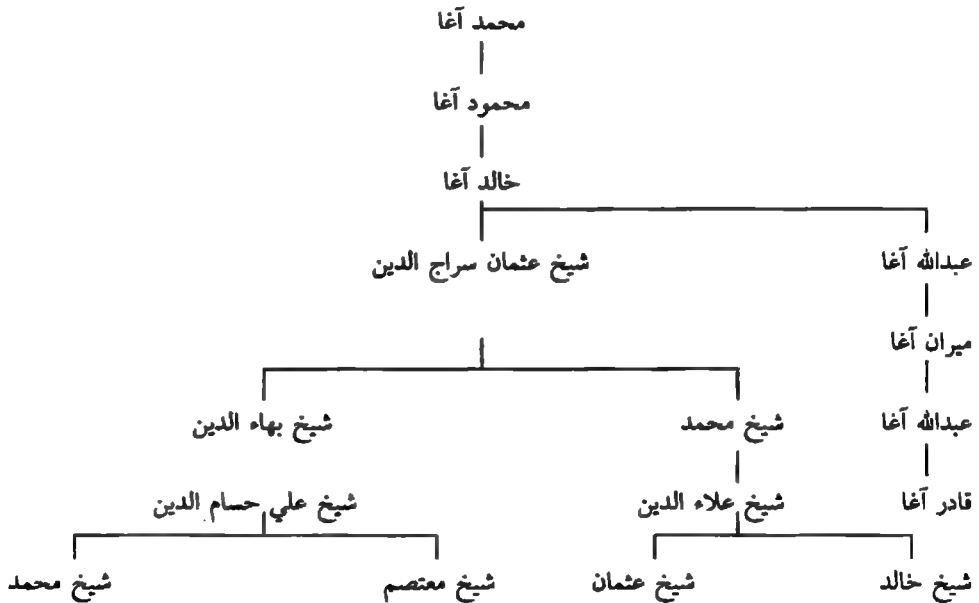 محمد آغا
محمود آغا
خالد آغا
عبدالله آغا
شيخ عثمان سراج الدين
ميران آغا
عبدالله آغا
شيخ محمد
شيخ بهاء الدين
قادر آغا
شيخ علاء الدين
شيخ علي حسام الدين
شيخ خالد
شيخ عثمان
شيخ معتصم
شيخ محمد